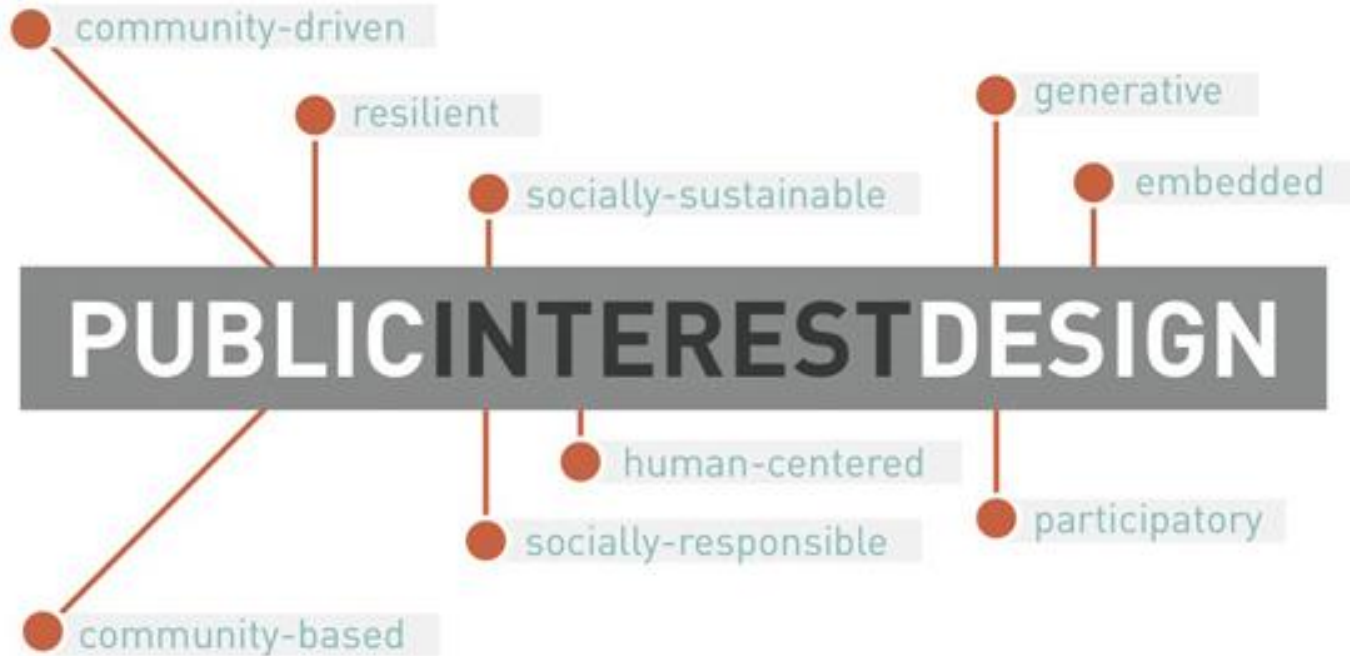 community-driven
resilient
generative
socially-sustainable
embedded
PUBLICINTERESTDESIGN
human-centered
socially-responsible
participatory
community-based